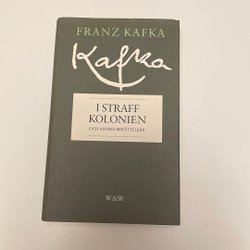 FRANZ KAFKA
Kafka
I STRAFF
KOLONIEN
OCH ANDRA BERÄTTELSER
W&W